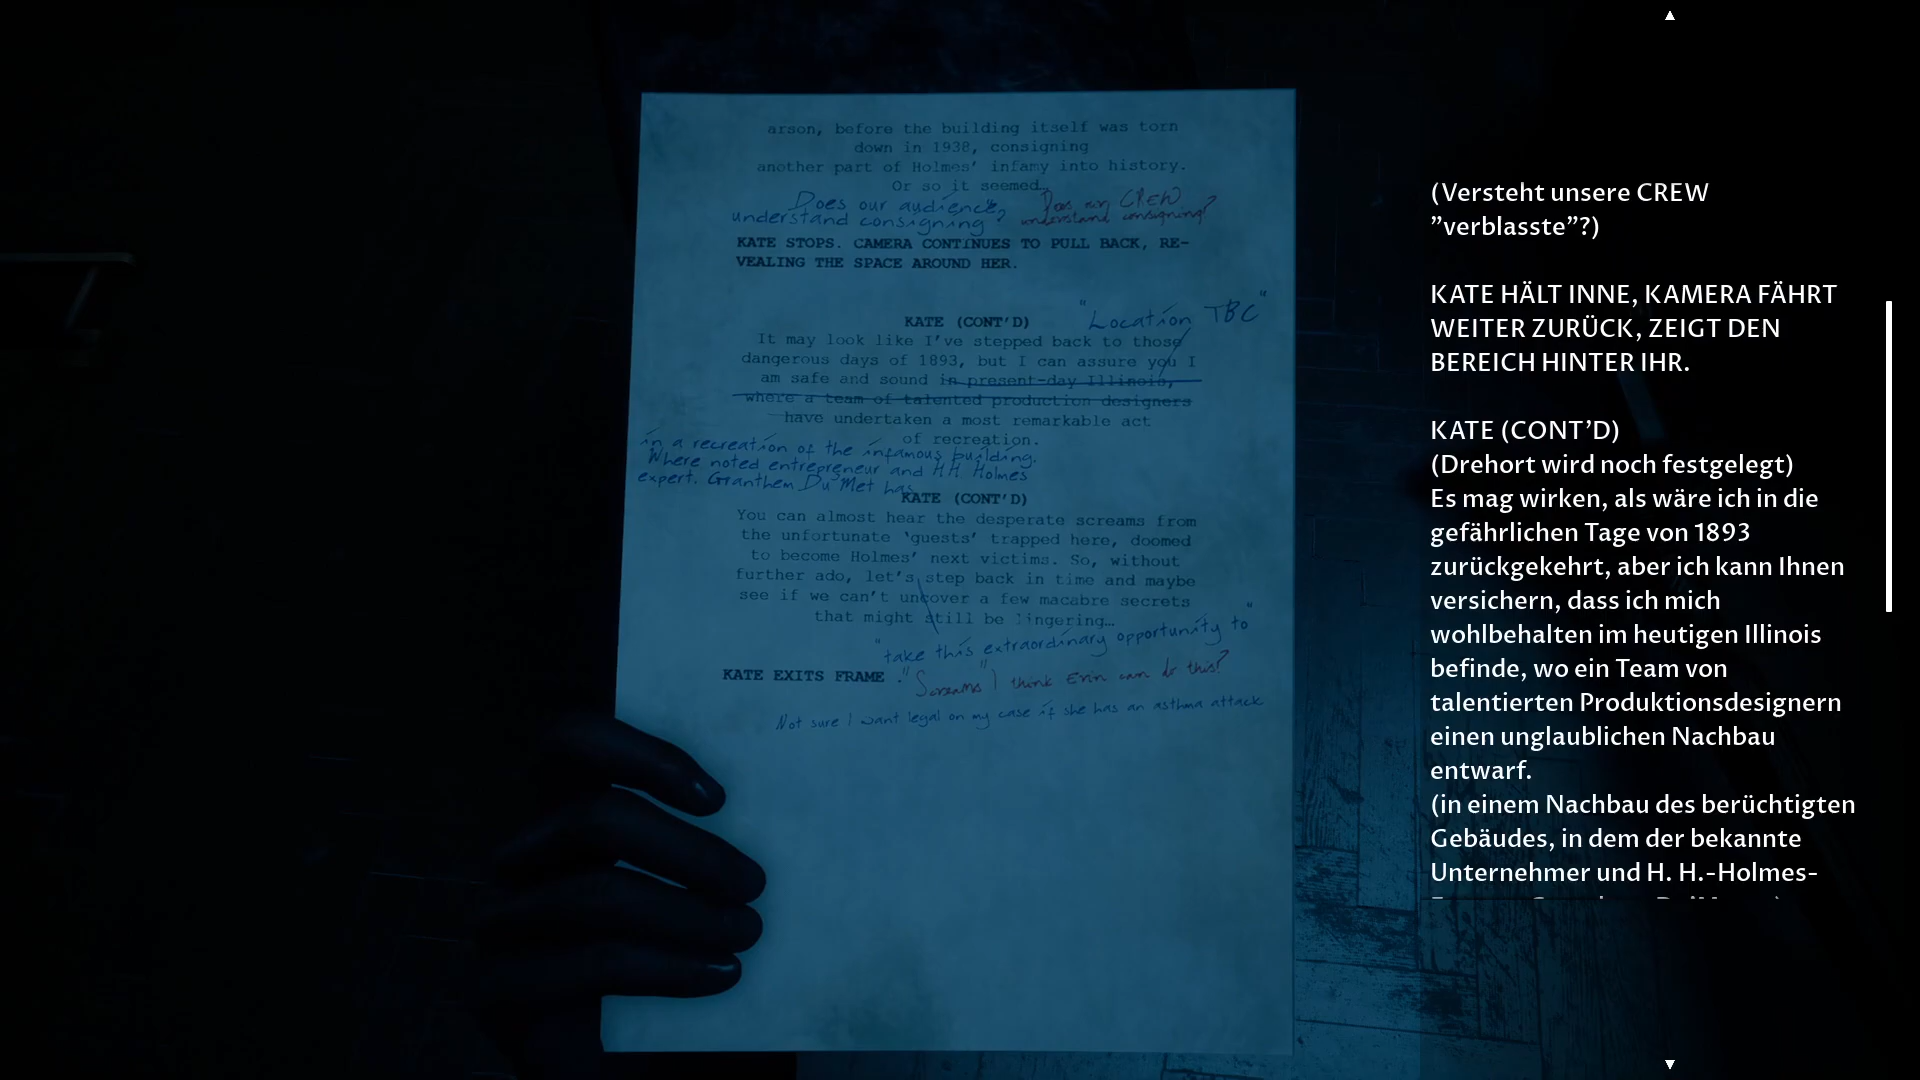 arson, before the building itself was torn
down in 1938, consigning
another part of Holmes' infamy into history.
Or so it seemed…
Does our audience
understand consigning?
Does my CREW
understand consigning?
KATE STOPS. CAMERA CONTINUES TO PULL BACK, RE-
VEALING THE SPACE AROUND HER.
"Location TBC"
KATE (CONT'D)
It may look like I've stepped back to those
dangerous days of 1893, but I can assure you I
am safe and sound in present-day Illinois,
where a team of talented production designers
have undertaken a most remarkable act
of recreation.
in a recreation of the infamous building.
Where noted entrepreneur and HH Holmes
expert. Granthem Du'Met has
KATE (CONT'D)
You can almost hear the desperate screams from
the unfortunate 'guests' trapped here, doomed
to become Holmes' next victims. So, without
further ado, let's step back in time and maybe
see if we can't uncover a few macabre secrets
that might still be lingering…
"take this extraordinary opportunity to"
KATE EXITS FRAME .
"Screams" I think Erin can do this?
Not sure I want legal on my case if she has an asthma attack
(Versteht unsere CREW
"verblasste"?)
KATE HÄLT INNE, KAMERA FÄHRT
WEITER ZURÜCK, ZEIGT DEN
BEREICH HINTER IHR.
KATE (CONT'D)
(Drehort wird noch festgelegt)
Es mag wirken, als wäre ich in die
gefährlichen Tage von 1893
zurückgekehrt, aber ich kann Ihnen
versichern, dass ich mich
wohlbehalten im heutigen Illinois
befinde, wo ein Team von
talentierten Produktionsdesignern
einen unglaublichen Nachbau
entwarf.
(in einem Nachbau des berüchtigten
Gebäudes, in dem der bekannte
Unternehmer und H. H.-Holmes-